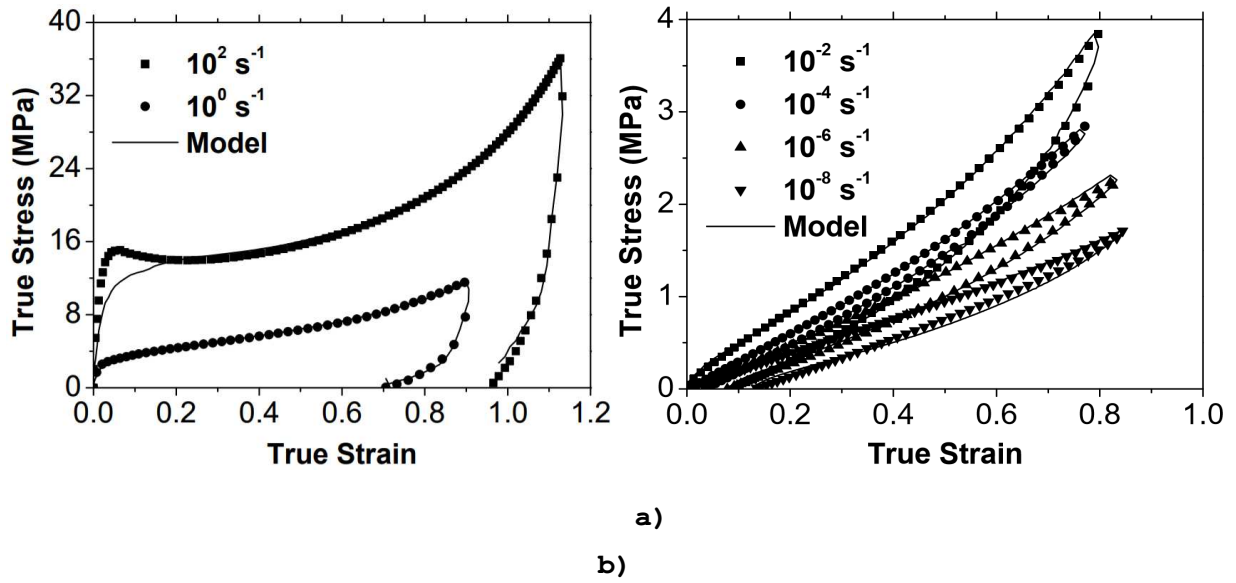 40
32
24
16
8
0
True Stress (MPa)
10² s⁻¹
10⁰ s⁻¹
Model
0.0 0.2 0.4 0.6 0.8 1.0 1.2
True Strain
4
3
2
1
0
True Stress (MPa)
10⁻² s⁻¹
10⁻⁴ s⁻¹
10⁻⁶ s⁻¹
10⁻⁸ s⁻¹
Model
0.0 0.2 0.4 0.6 0.8 1.0
True Strain
a)
b)